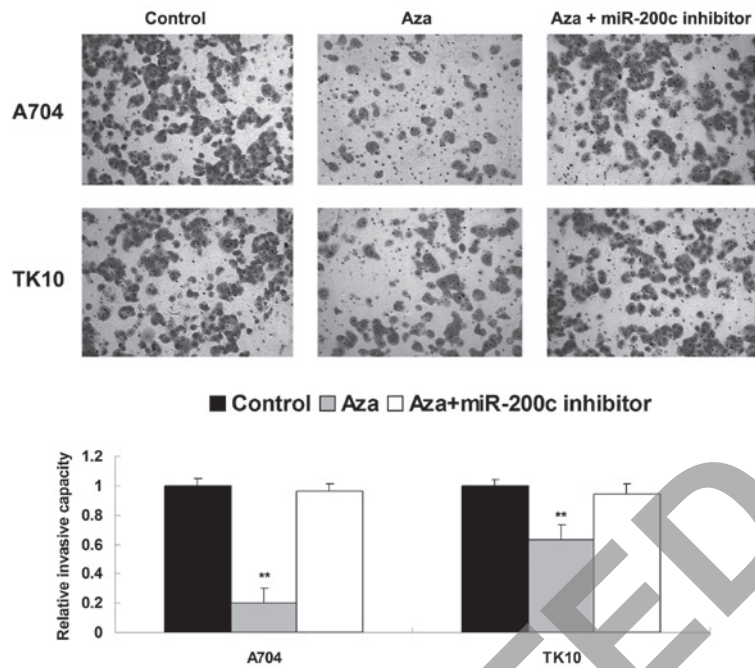 Control Aza Aza + miR-200c inhibitor
A704
TK10
Control Aza Aza+miR-200c inhibitor
Relative invasive capacity
1.2
1
0.8
0.6
0.4
0.2
0
**
**
A704 TK10